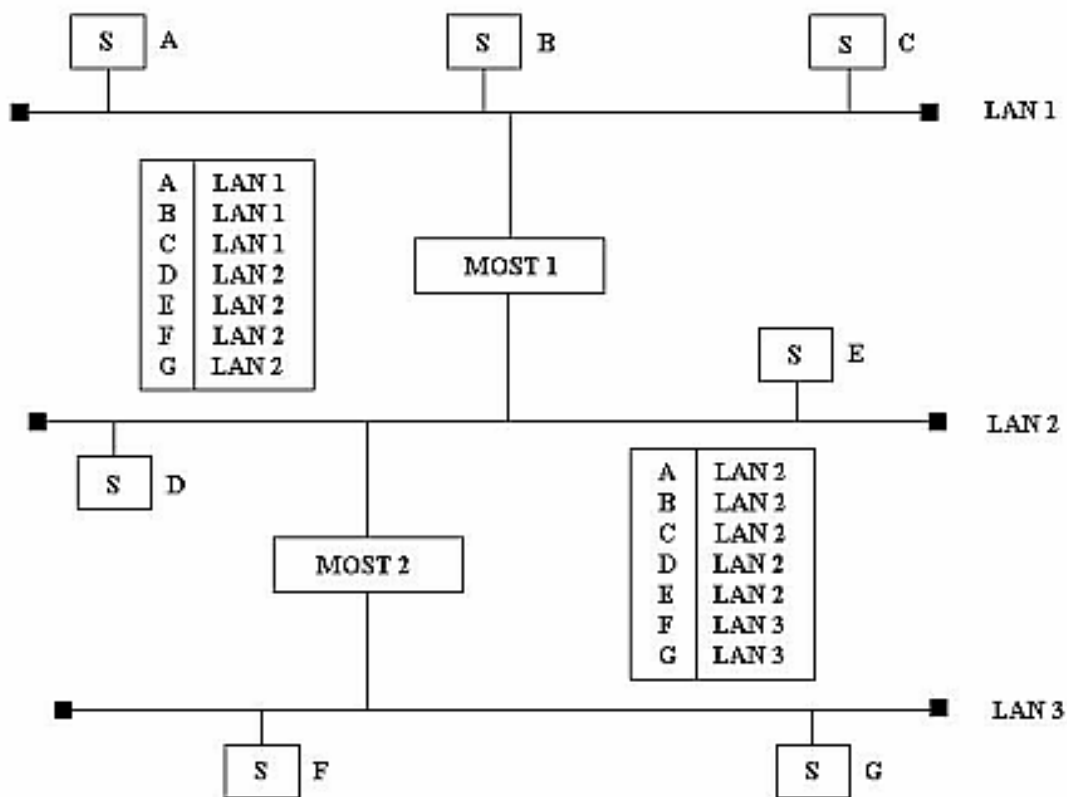 S A S B S C
LAN 1
A LAN 1
B LAN 1
C LAN 1
D LAN 2
E LAN 2
F LAN 2
G LAN 2
MOST 1
S E
LAN 2
S D
A LAN 2
B LAN 2
C LAN 2
D LAN 2
E LAN 2
F LAN 3
G LAN 3
MOST 2
LAN 3
S F S G